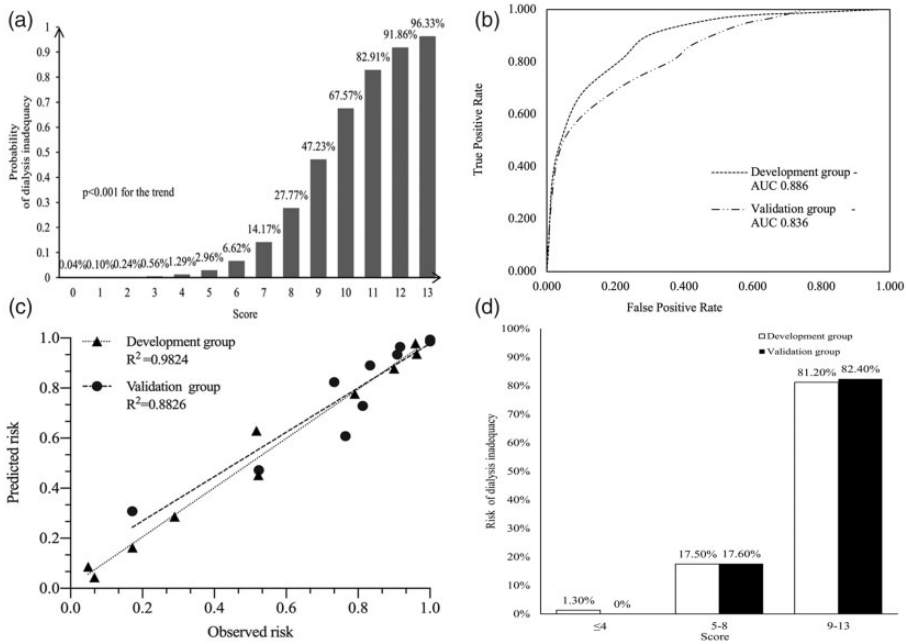 (a)
Probability
of dialysis inadequacy
1
0.9
0.8
0.7
0.6
0.5
0.4
0.3
0.2
0.1
0
p<0.001 for the trend
0.04% 0.10% 0.24% 0.56% 1.29% 2.96% 6.62% 14.17% 27.77% 47.23% 67.57% 82.91% 91.86% 96.33%
0 1 2 3 4 5 6 7 8 9 10 11 12 13
Score
(b)
True Positive Rate
1.000
0.800
0.600
0.400
0.200
0.000
Development group -
AUC 0.886
Validation group -
AUC 0.836
0.000 0.200 0.400 0.600 0.800 1.000
False Positive Rate
(c)
Predicted risk
1.0
0.8
0.6
0.4
0.2
0.0
Development group
R²=0.9824
Validation group
R²=0.8826
0.0 0.2 0.4 0.6 0.8 1.0
Observed risk
(d)
Risk of dialysis inadequacy
100%
90%
80%
70%
60%
50%
40%
30%
20%
10%
0%
Development group
Validation group
1.30% 0% 17.50% 17.60% 81.20% 82.40%
≤4 5-8 9-13
Score